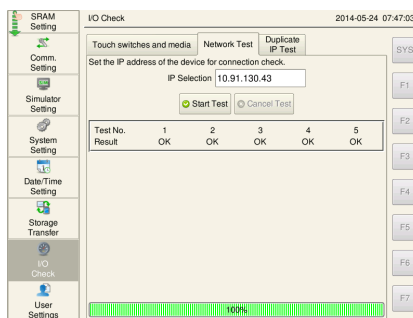 SRAM
Setting
Comm.
Setting
Simulator
Setting
System
Setting
Date/Time
Setting
Storage
Transfer
I/O
Check
User
Settings
I/O Check 2014-05-24 07:47:03
Touch switches and media Network Test Duplicate IP Test
Set the IP address of the device for connection check.
IP Selection 10.91.130.43
Start Test Cancel Test
Test No. 1 2 3 4 5
Result OK OK OK OK OK
100%
SYS
F1
F2
F3
F4
F5
F6
F7